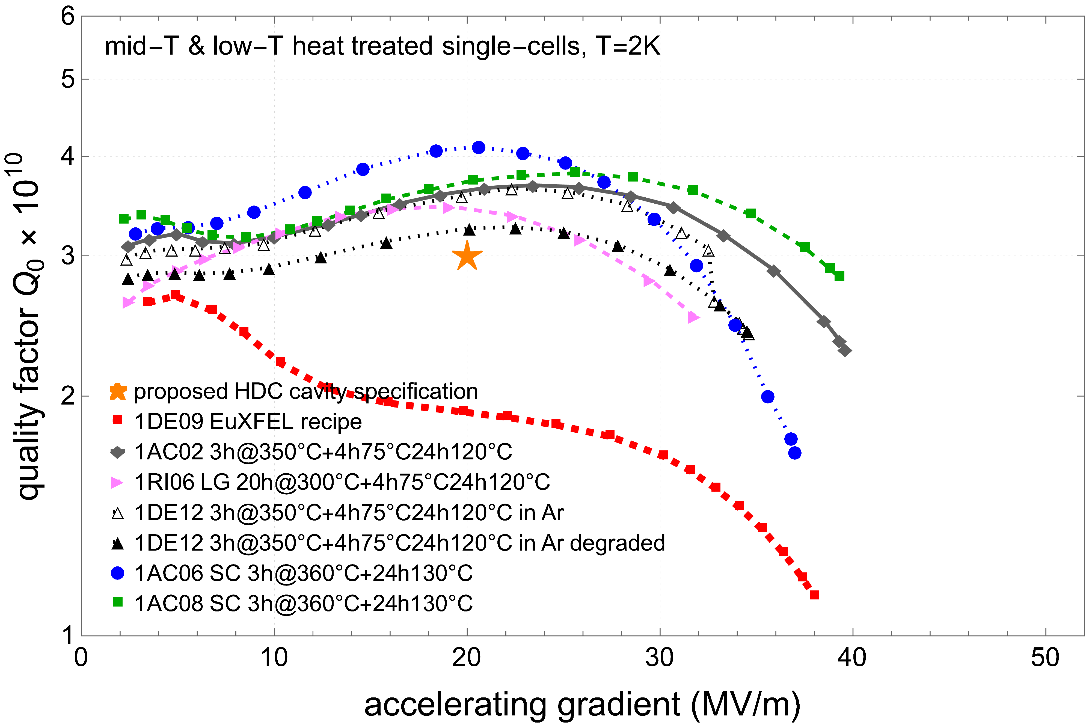 mid−T & low−T heat treated single−cells, T=2K
quality factor Q0 × 10^10
6
5
4
3
2
1
proposed HDC cavity specification
1DE09 EuXFEL recipe
1AC02 3h@350°C+4h75°C24h120°C
1RI06 LG 20h@300°C+4h75°C24h120°C
1DE12 3h@350°C+4h75°C24h120°C in Ar
1DE12 3h@350°C+4h75°C24h120°C in Ar degraded
1AC06 SC 3h@360°C+24h130°C
1AC08 SC 3h@360°C+24h130°C
0 10 20 30 40 50
accelerating gradient (MV/m)